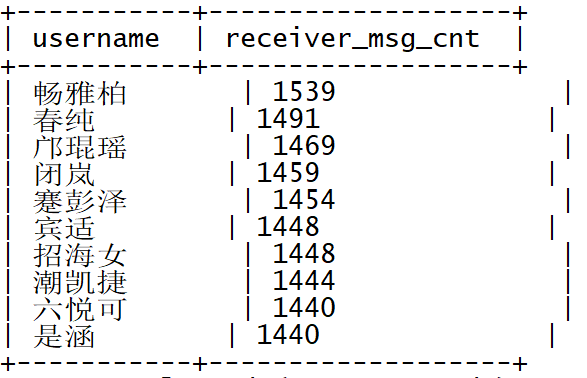 +-----------+-------------------+
| username | receiver_msg_cnt |
+-----------+-------------------+
| 畅雅柏 | 1539 |
| 春纯 | 1491 |
| 邝琨瑶 | 1469 |
| 闭岚 | 1459 |
| 蹇彭泽 | 1454 |
| 宾适 | 1448 |
| 招海女 | 1448 |
| 潮凯捷 | 1444 |
| 六悦可 | 1440 |
| 是涵 | 1440 |
+-----------+-------------------+